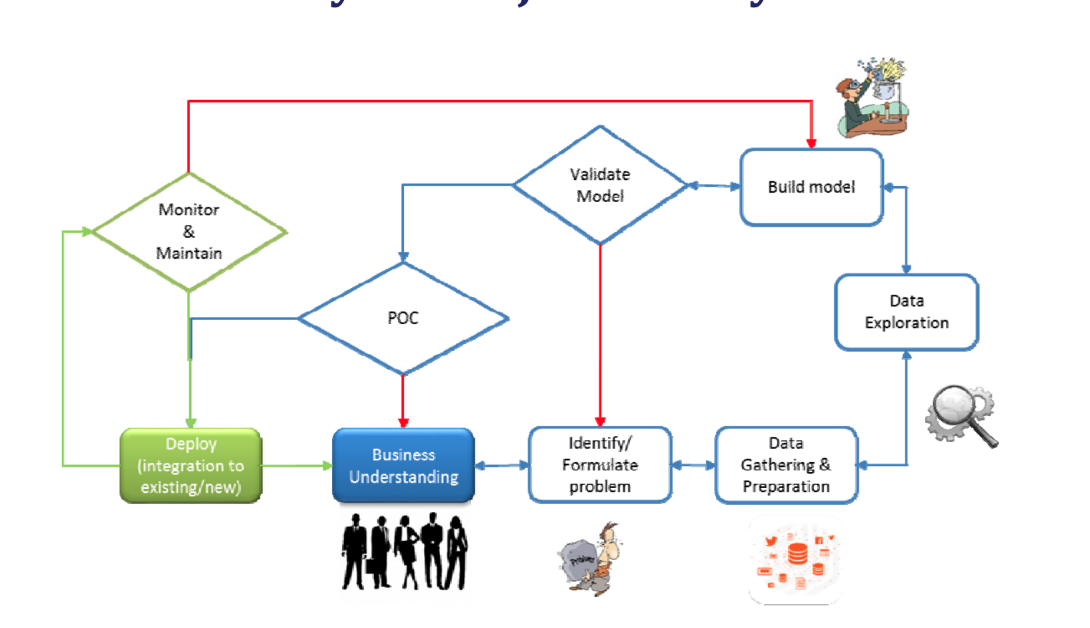 Validate
Model
Build model
Monitor
&
Maintain
POC
Data
Exploration
Deploy
(integration to
existing/new)
Business
Understanding
Identify/
Formulate
problem
Data
Gathering &
Preparation
Problem